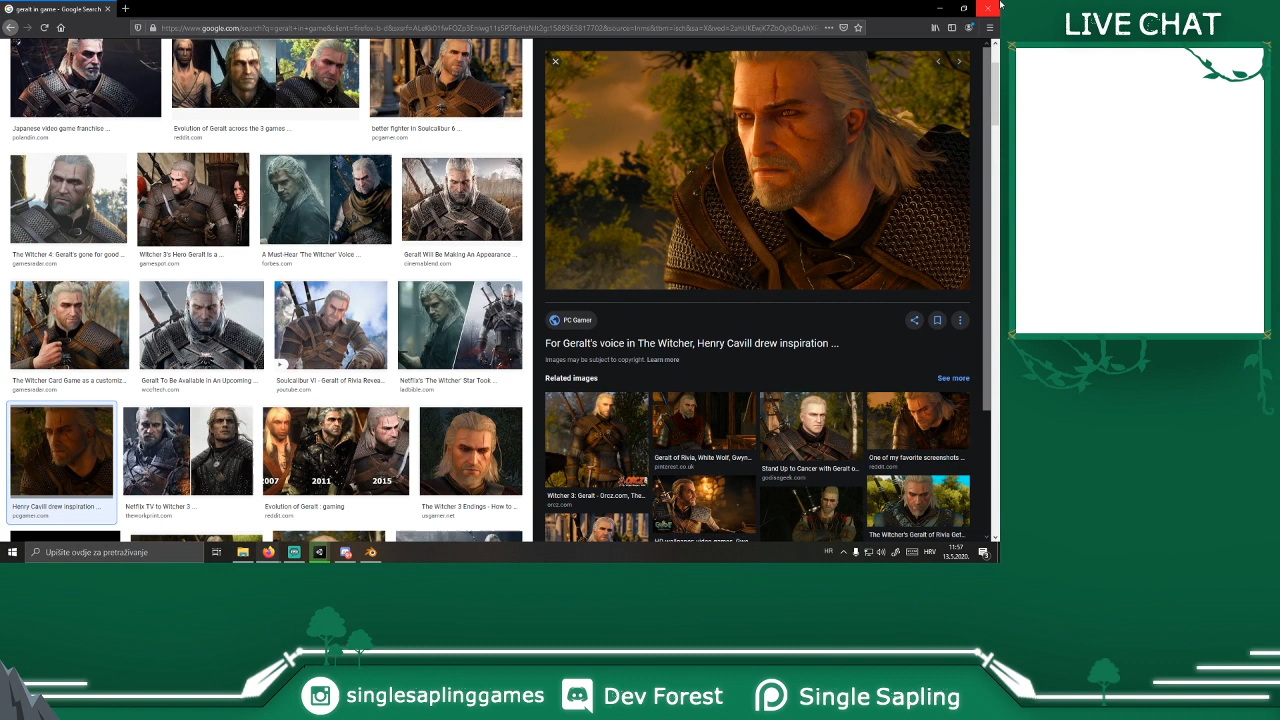 geralt in game - Google Search
LIVE CHAT
Japanese video game franchise ...
polandin.com
Evolution of Geralt across the 3 games ...
reddit.com
better fighter in Soulcalibur 6 ...
pcgamer.com
The Witcher 4: Geralt's gone for good ...
gamesradar.com
Witcher 3's Hero Geralt Is a ...
gamespot.com
A Must-Hear 'The Witcher' Voice ...
forbes.com
Geralt Will Be Making An Appearance ...
cinemablend.com
PC Gamer
For Geralt's voice in The Witcher, Henry Cavill drew inspiration ...
Images may be subject to copyright. Learn more
Related images
See more
The Witcher Card Game as a customiz...
gamesradar.com
Geralt To Be Available in An Upcoming ...
wccftech.com
Soulcalibur VI - Geralt of Rivia Revea...
youtube.com
Netflix's 'The Witcher' Star Took ...
ladbible.com
Geralt of Rivia, White Wolf, Gwyn...
pinterest.co.uk
Stand Up to Cancer with Geralt o...
godisageek.com
One of my favorite screenshots ...
reddit.com
Witcher 3: Geralt - Orcz.com, The...
orcz.com
2011
2015
Henry Cavill drew inspiration ...
pcgamer.com
Netflix TV to Witcher 3 ...
theworkprint.com
Evolution of Geralt : gaming
reddit.com
The Witcher 3 Endings - How to ...
usgamer.net
The Witcher's Geralt of Rivia Get...
Upišite ovdje za pretraživanje
HR
HRV
11:57
13.5.2020.
singlesaplinggames
Dev Forest
Single Sapling